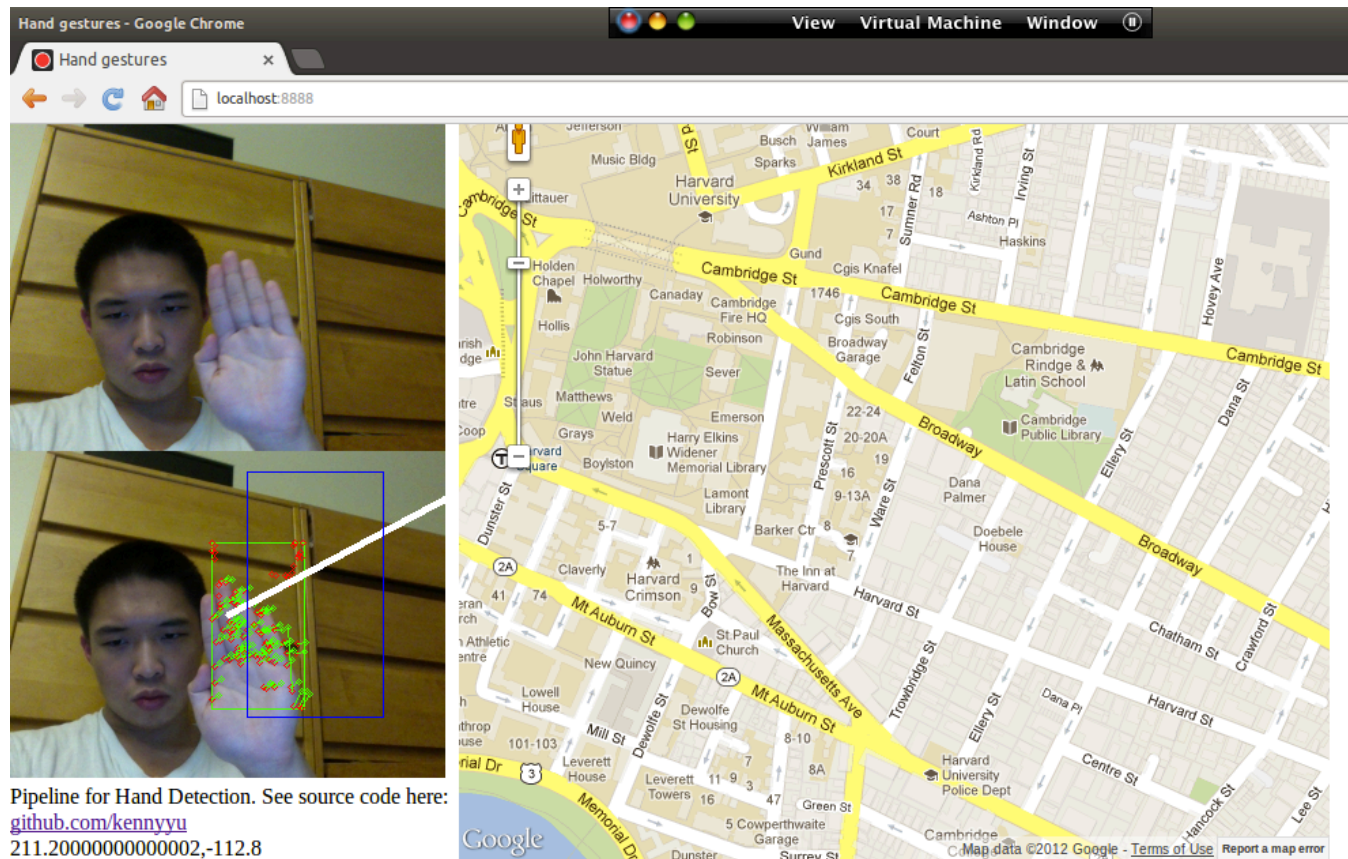 Hand gestures - Google Chrome
View Virtual Machine Window
Hand gestures
localhost:8888
Jefferson
William James
Court
Music Bldg
Busch
Sparks
Kirkland St
Kirkland Rd
Irving St
Harvard University
34 38
18
Sumner Rd
17
7
Ashton Pl
Haskins
ittauer
Cambridge St
Gund
Holden Chapel
Holworthy
Cambridge St
Cgis Knafel
Canaday
1746
Cambridge St
Hovey Ave
Cambridge Fire HQ
Hollis
Cgis South
Robinson
Broadway Garage
Felton St
Cambridge Rindge & Latin School
Cambridge St
John Harvard Statue
Sever
Dana St
Matthews
Weld
Emerson
22-24
Cambridge Public Library
Broadway
Grays
Harry Elkins Widener Memorial Library
20-20A
Prescott St
Ellery St
Boylston
16
19
Lamont Library
9-13A
Ware St
Dana Palmer
Dunster St
5-7
Barker Ctr
8
7
Doebele House
Broadway
2A
Claverly
1
Harvard Crimson
9
Bow St
The Inn at Harvard
Harvard St
41 74
Mt Auburn St
Massachusetts Ave
Chatham St
Crawford St
Athletic
St.Paul Church
New Quincy
2A
Trowbridge St
Lowell House
Mt Auburn St
Dana Pl
Harvard St
Dewolfe St Housing
Ellery St
Mill St
Dewolfe St
8-10
101-103
Leverett House
7
8A
Harvard University Police Dept
Centre St
3
Leverett Towers
11 9
3
16
47
Green St
Hancock St
Lee St
Memorial Dr
5 Cowperthwaite Garage
Cambridge
Dunster
Surrey St
Google
Map data ©2012 Google - Terms of Use
Report a map error
Pipeline for Hand Detection. See source code here:
github.com/kennyyu
211.20000000000002,-112.8